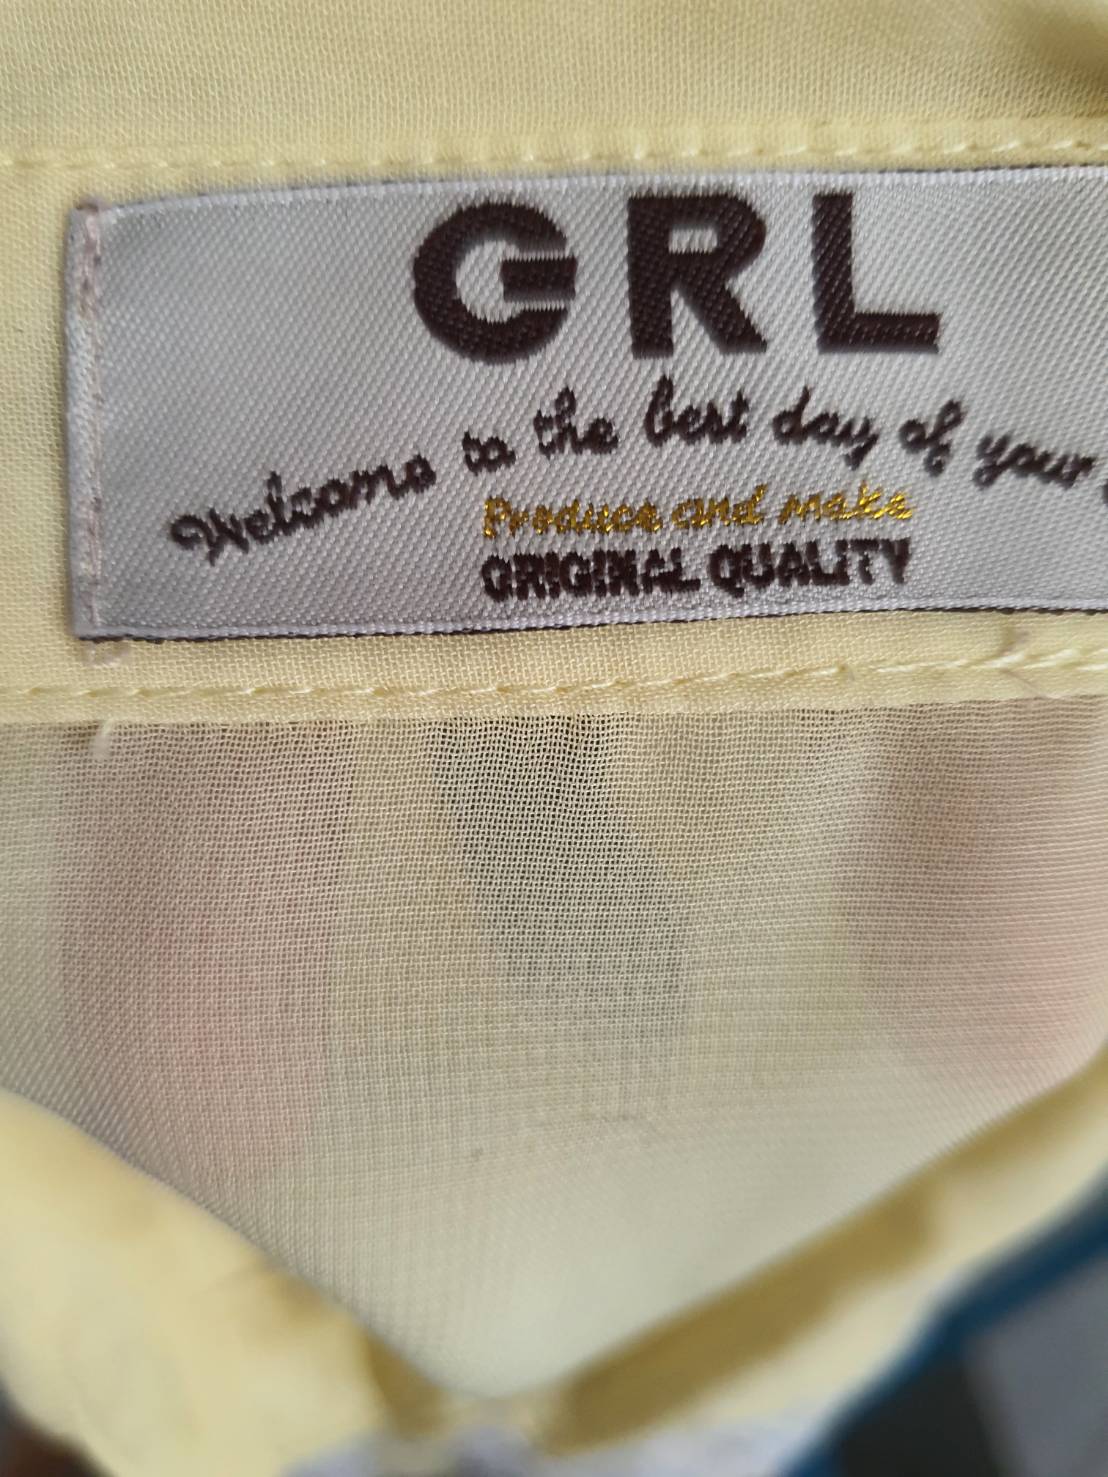 GRL
Welcome to the best day of your
Produce and make
ORIGINAL QUALITY